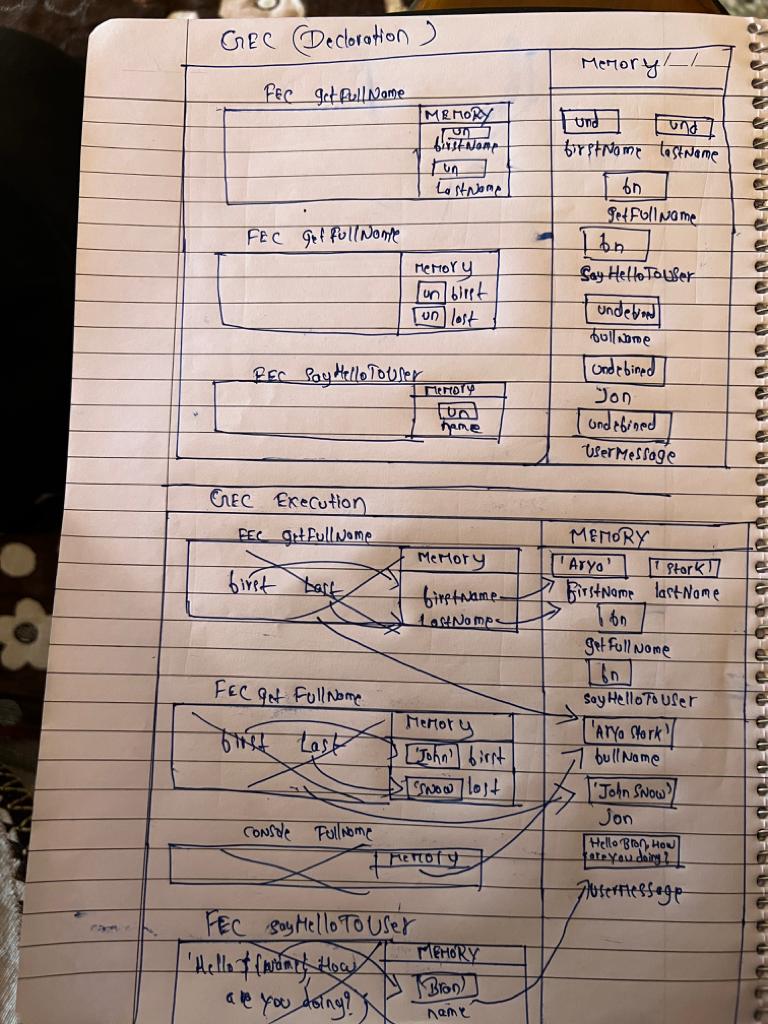 GEC (Declaration)
Memory
FEC getFullName
MEMORY
un
firstName
un
LastName
und und
firstName lastName
fn
getFullName
FEC getFullName
Memory
un first
un last
fn
sayHelloToUser
undefined
fullname
FEC sayHelloToUser
Memory
un
name
undefined
Jon
undefined
userMessage
GEC Execution
FEC getFullName
Memory
first Last
firstName
LastName
MEMORY
'Arya' 'Stark'
FirstName lastName
fn
getFullName
fn
sayHelloToUser
FEC get FullName
Memory
first Last
'John' first
'Snow' last
'Arya Stark'
fullName
'John Snow'
Jon
console FullName
Memory
Hello Bran, How
are you doing?
userMessage
FEC sayHelloToUser
MEMORY
'Hello ${name} How
are you doing?
(Bran)
name